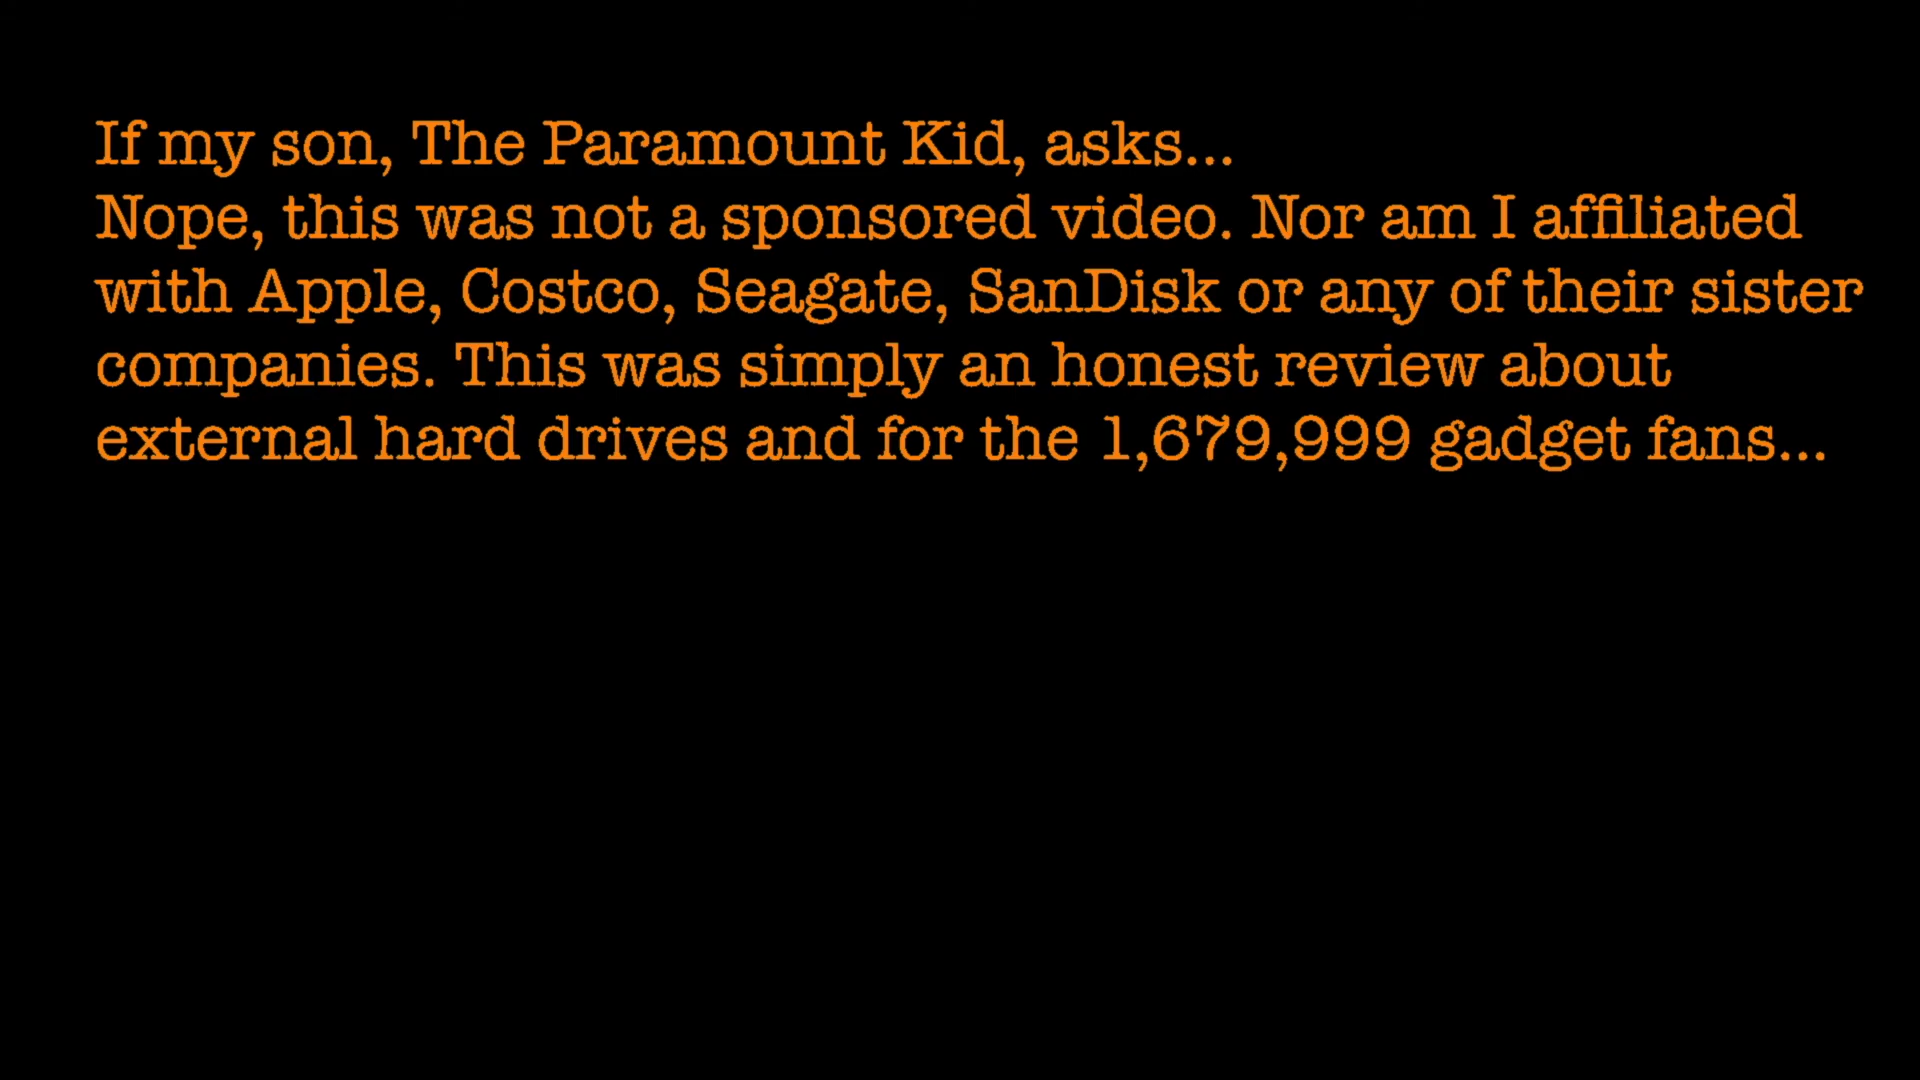 If my son, The Paramount Kid, asks...
Nope, this was not a sponsored video. Nor am I affiliated
with Apple, Costco, Seagate, SanDisk or any of their sister
companies. This was simply an honest review about
external hard drives and for the 1,679,999 gadget fans...